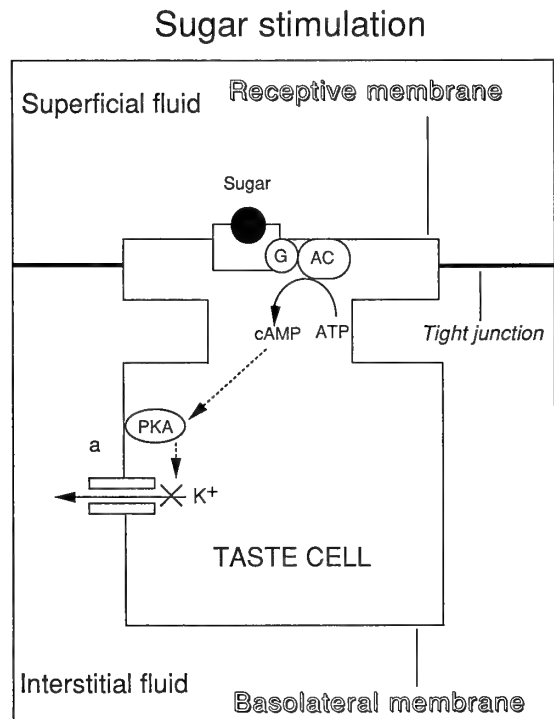 Sugar stimulation
Superficial fluid
Receptive membrane
Sugar
G
AC
cAMP
ATP
Tight junction
PKA
a
K+
TASTE CELL
Interstitial fluid
Basolateral membrane